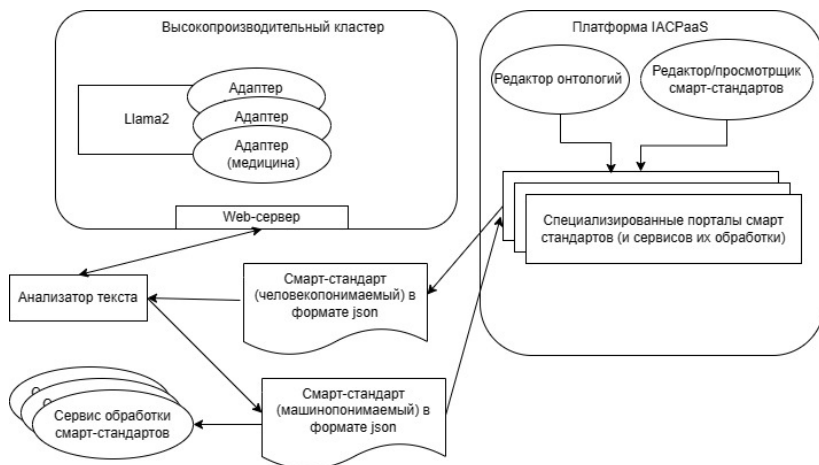 Высокопроизводительный кластер
Платформа IACPaaS
Llama2
Адаптер
Адаптер
Адаптер
(медицина)
Редактор онтологий
Редактор/просмотрщик
смарт-стандартов
Web-сервер
Специализированные порталы смарт
стандартов (и сервисов их обработки)
Анализатор текста
Смарт-стандарт
(человекопонимаемый) в
формате json
С
С
Сервис обработки
смарт-стандартов
Смарт-стандарт
(машинопонимаемый) в
формате json